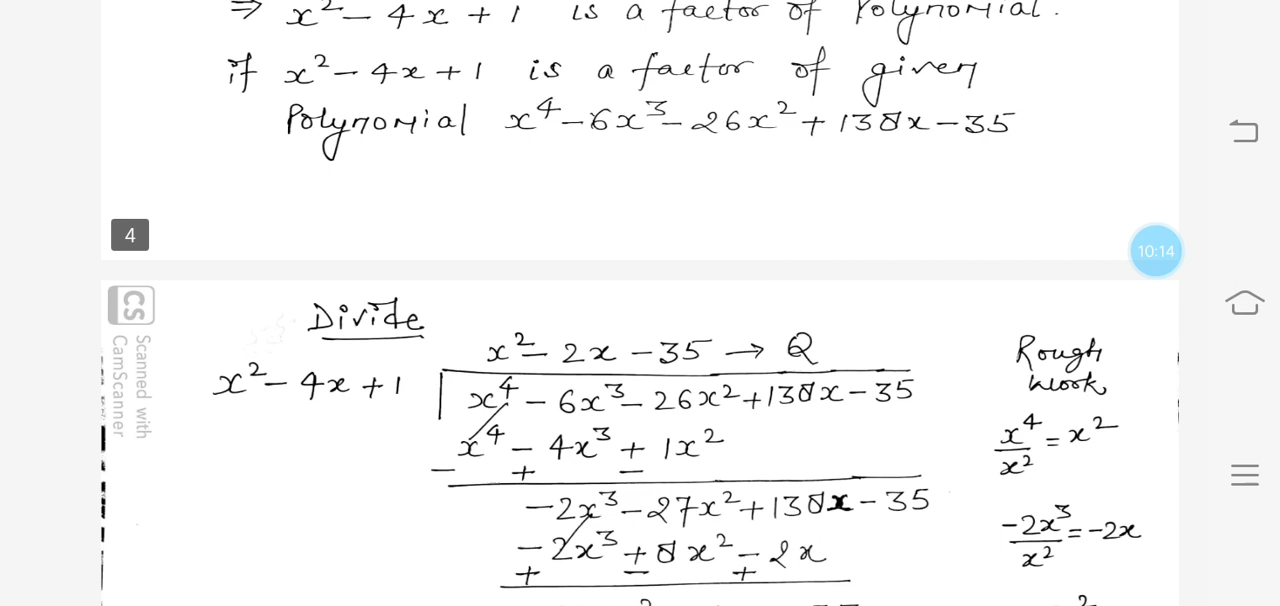 ⇒ x² - 4x + 1 is a factor of Polynomial.
if x² - 4x + 1 is a factor of given
Polynomial x⁴ - 6x³ - 26x² + 138x - 35
4
10:14
CS Scanned with CamScanner
Divide
x² - 2x - 35 → Q
x² - 4x + 1 | x⁴ - 6x³ - 26x² + 138x - 35
x⁴ - 4x³ + 1x²
- + -
-2x³ - 27x² + 138x - 35
-2x³ + 8x² - 2x
+ - +
Rough
Work
x⁴/x² = x²
-2x³/x² = -2x